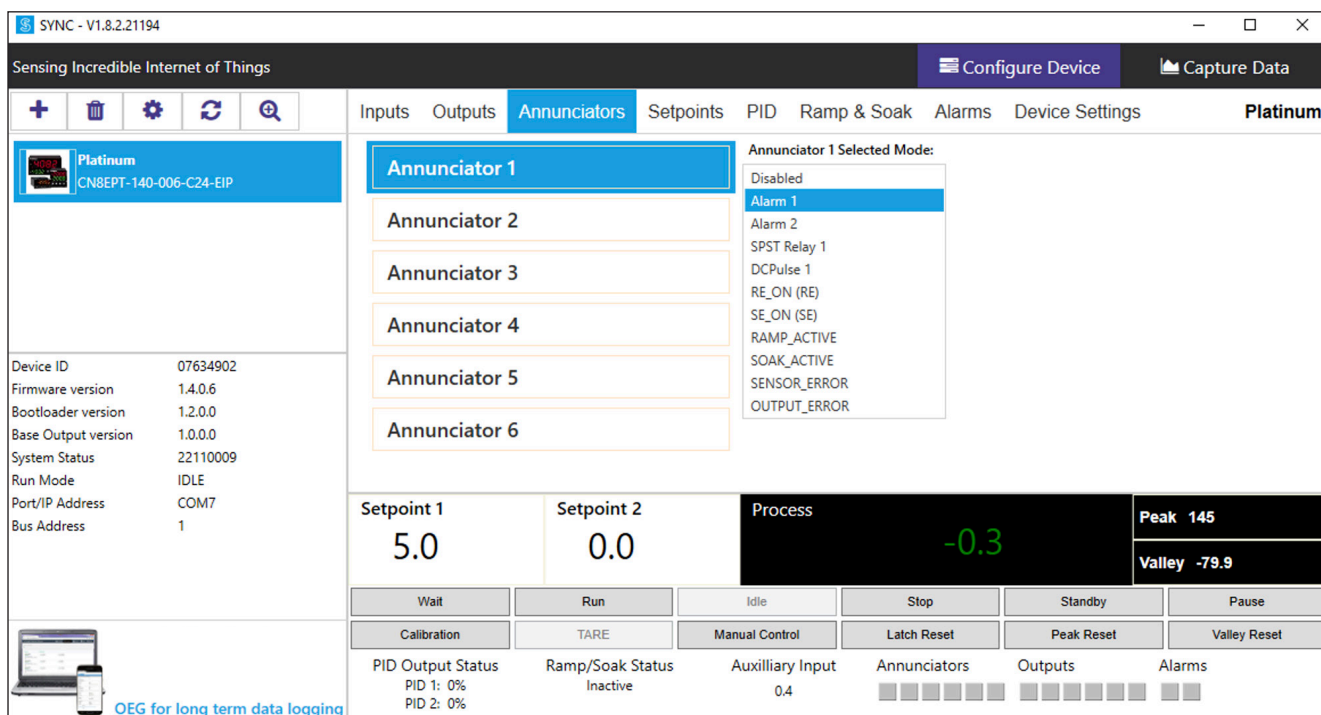 SYNC - V1.8.2.21194
Sensing Incredible Internet of Things
Configure Device
Capture Data
Inputs Outputs Annunciators Setpoints PID Ramp & Soak Alarms Device Settings Platinum
Platinum
CN8EPT-140-006-C24-EIP
Device ID 07634902
Firmware version 1.4.0.6
Bootloader version 1.2.0.0
Base Output version 1.0.0.0
System Status 22110009
Run Mode IDLE
Port/IP Address COM7
Bus Address 1
OEG for long term data logging
Annunciator 1
Annunciator 2
Annunciator 3
Annunciator 4
Annunciator 5
Annunciator 6
Annunciator 1 Selected Mode:
Disabled
Alarm 1
Alarm 2
SPST Relay 1
DCPulse 1
RE_ON (RE)
SE_ON (SE)
RAMP_ACTIVE
SOAK_ACTIVE
SENSOR_ERROR
OUTPUT_ERROR
Setpoint 1
5.0
Setpoint 2
0.0
Process
-0.3
Peak 145
Valley -79.9
Wait Run Idle Stop Standby Pause
Calibration TARE Manual Control Latch Reset Peak Reset Valley Reset
PID Output Status
PID 1: 0%
PID 2: 0%
Ramp/Soak Status
Inactive
Auxilliary Input
0.4
Annunciators
Outputs
Alarms